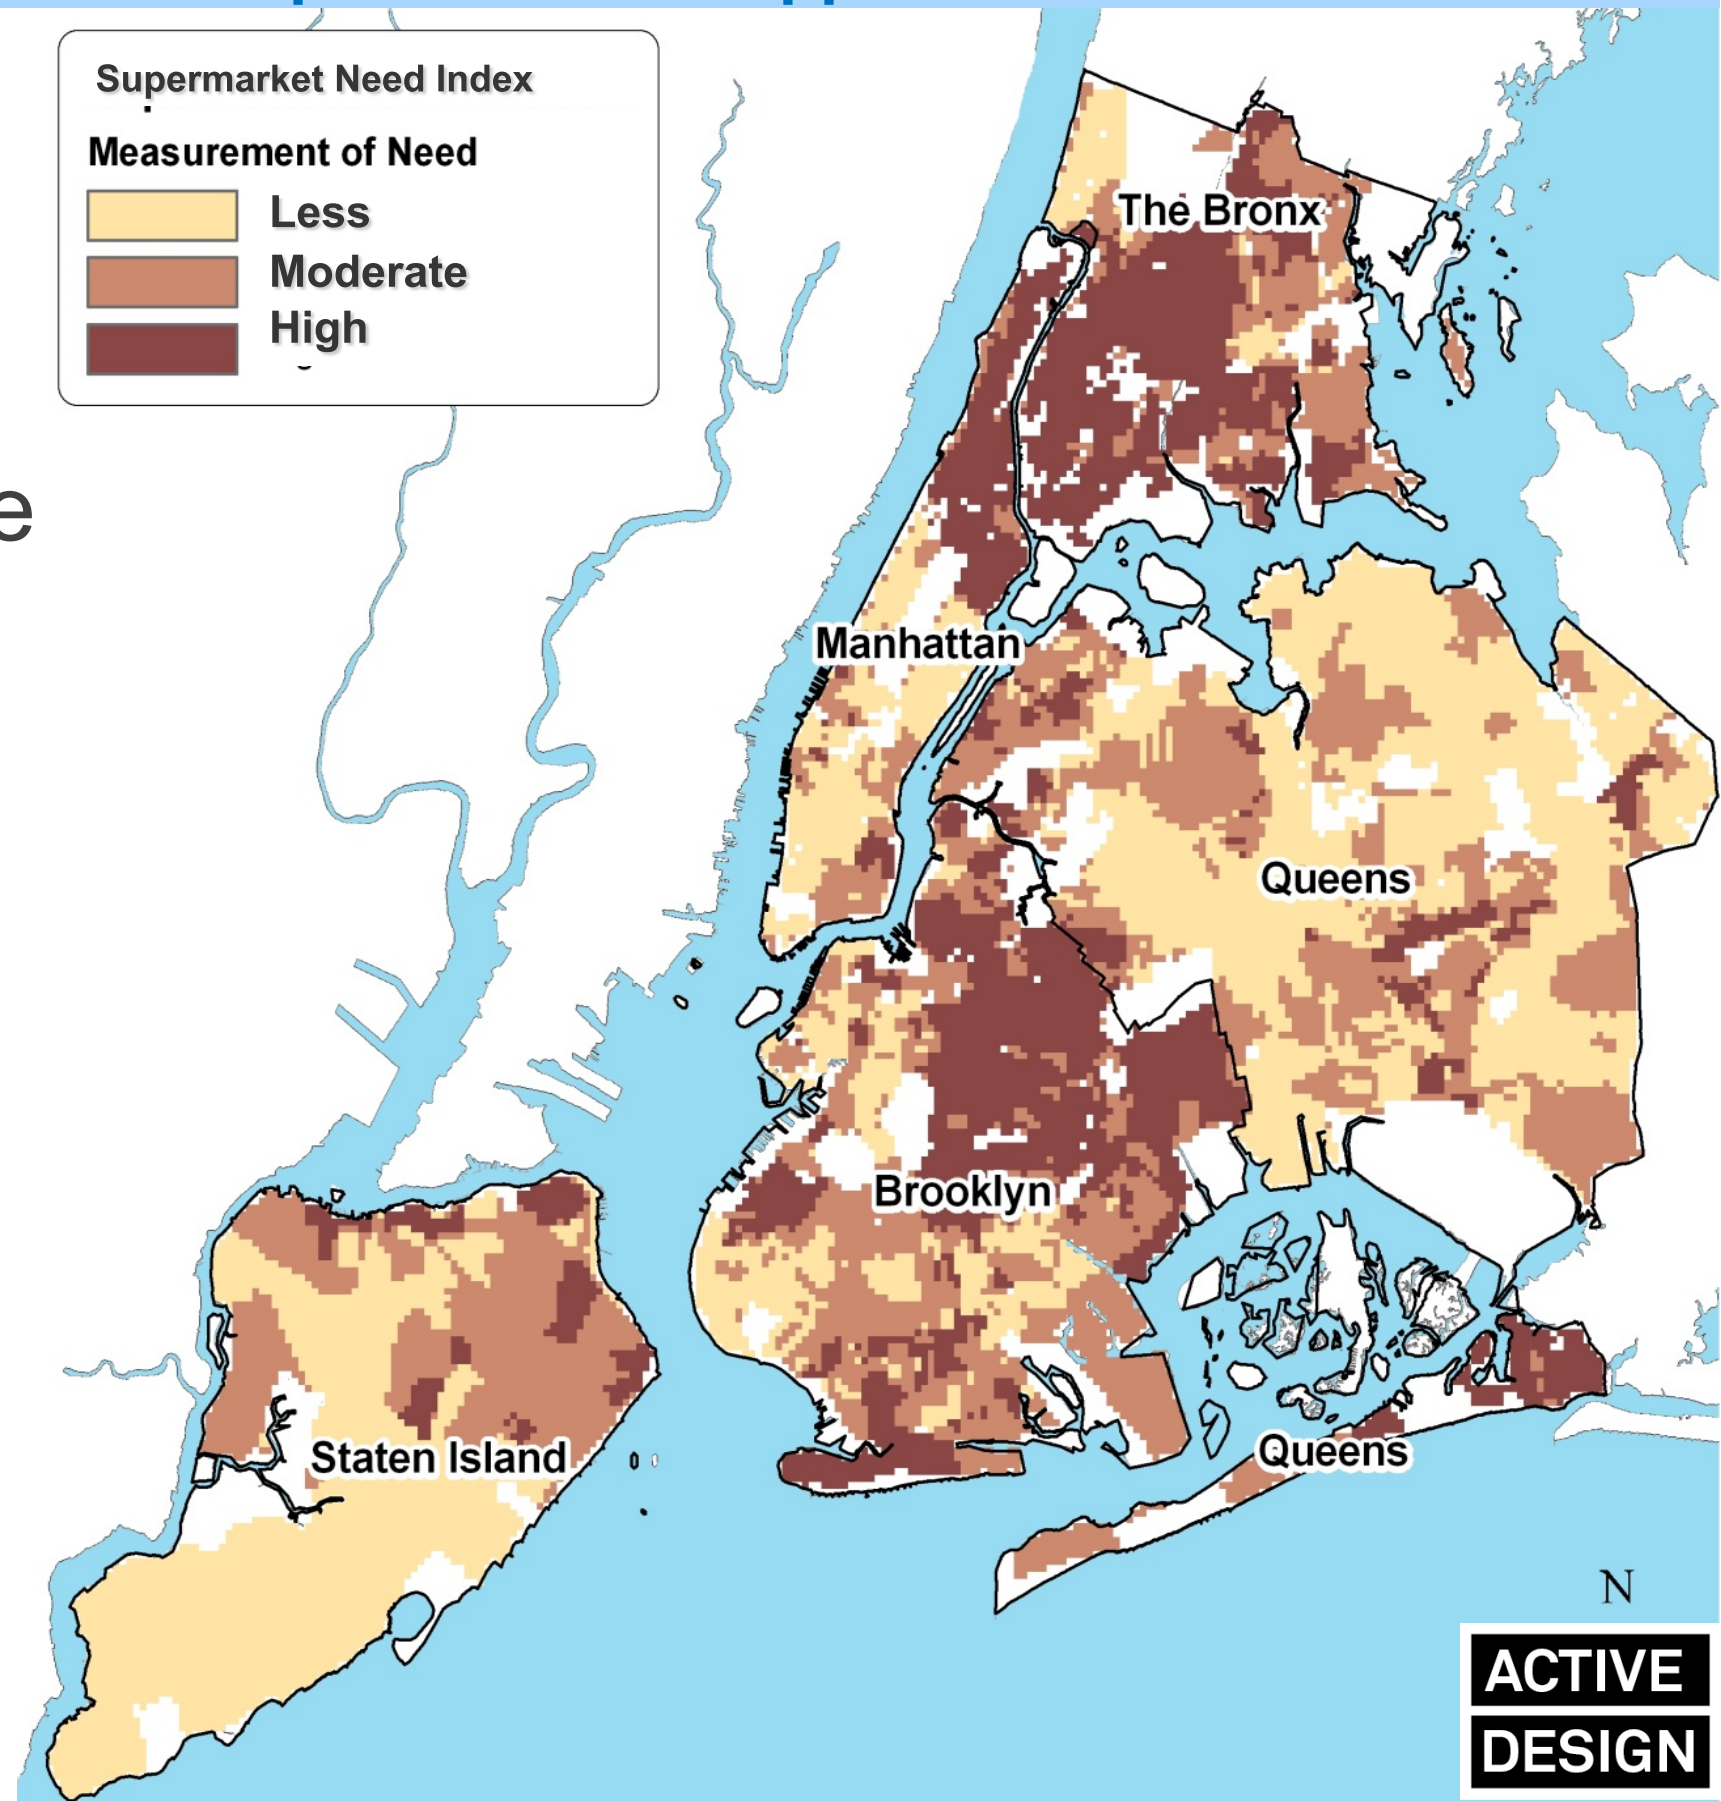 Supermarket Need Index
Measurement of Need
Less
Moderate
High
e
The Bronx
Manhattan
Queens
Brooklyn
Staten Island
Queens
N
ACTIVE
DESIGN